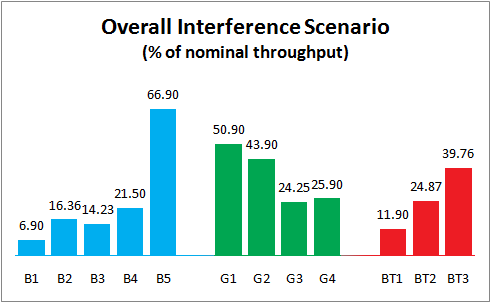 Overall Interference Scenario
(% of nominal throughput)
6.90 16.36 14.23 21.50 66.90 50.90 43.90 24.25 25.90 11.90 24.87 39.76
B1 B2 B3 B4 B5 G1 G2 G3 G4 BT1 BT2 BT3